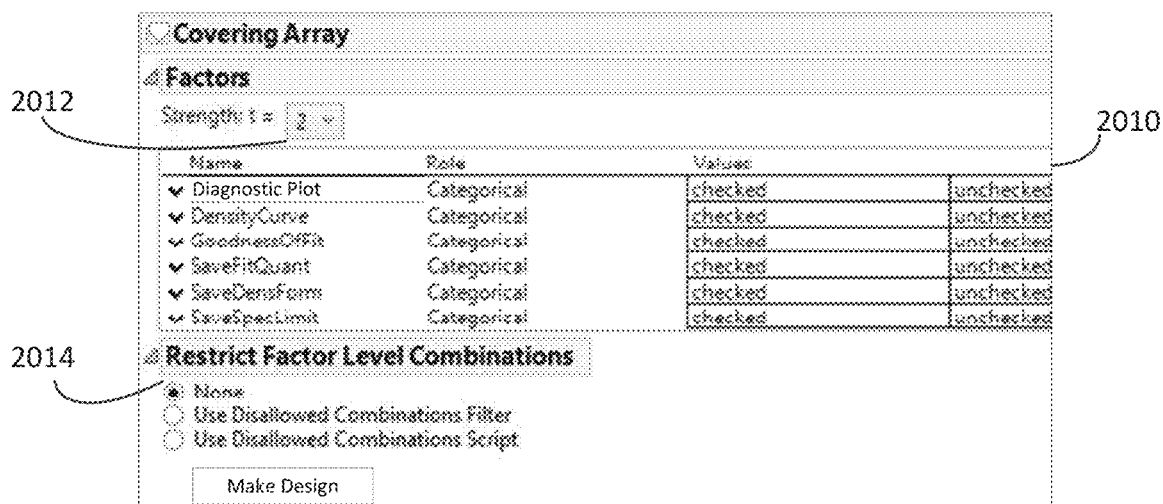 Covering Array
Factors
2012
Strength: t = 2
2010
Name Role Values
Diagnostic Plot Categorical checked unchecked
DensityCurve Categorical checked unchecked
GoodnessOfFit Categorical checked unchecked
SaveFitQuant Categorical checked unchecked
SaveDensForm Categorical checked unchecked
SaveSpecLimit Categorical checked unchecked
2014
Restrict Factor Level Combinations
None
Use Disallowed Combinations Filter
Use Disallowed Combinations Script
Make Design